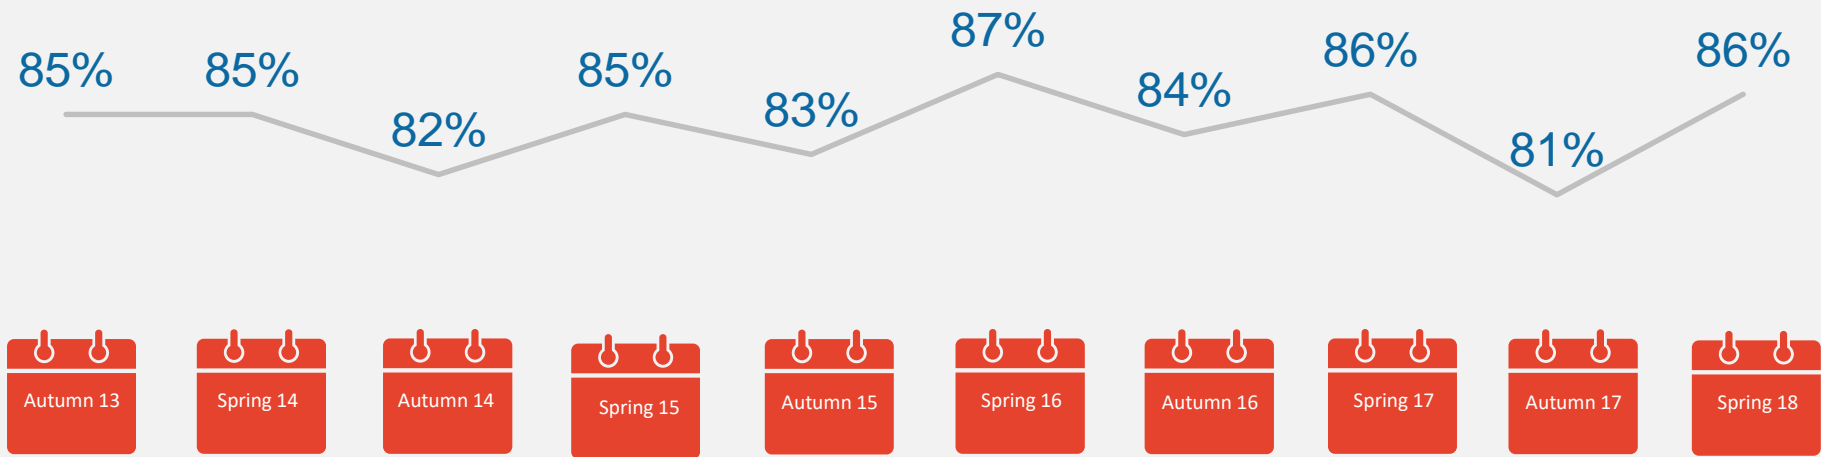 85%
85%
82%
85%
83%
87%
84%
86%
81%
86%
Autumn 13
Spring 14
Autumn 14
Spring 15
Autumn 15
Spring 16
Autumn 16
Spring 17
Autumn 17
Spring 18